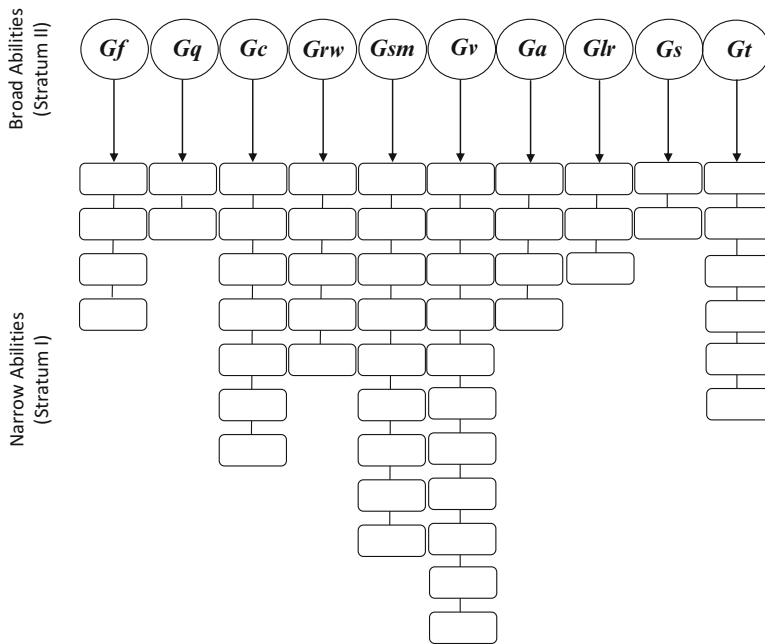 Broad Abilities
(Stratum II)
Gf
Gq
Gc
Grw
Gsm
Gv
Ga
Glr
Gs
Gt
Narrow Abilities
(Stratum I)